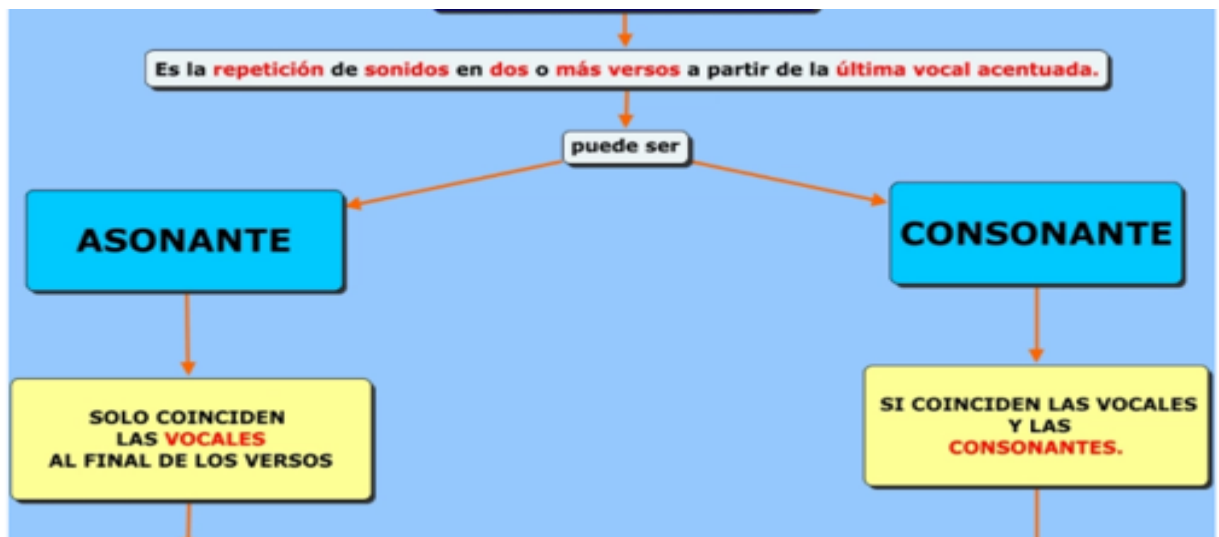 Es la repetición de sonidos en dos o más versos a partir de la última vocal acentuada.
puede ser
ASONANTE
CONSONANTE
SOLO COINCIDEN
LAS VOCALES
AL FINAL DE LOS VERSOS
SI COINCIDEN LAS VOCALES
Y LAS
CONSONANTES.